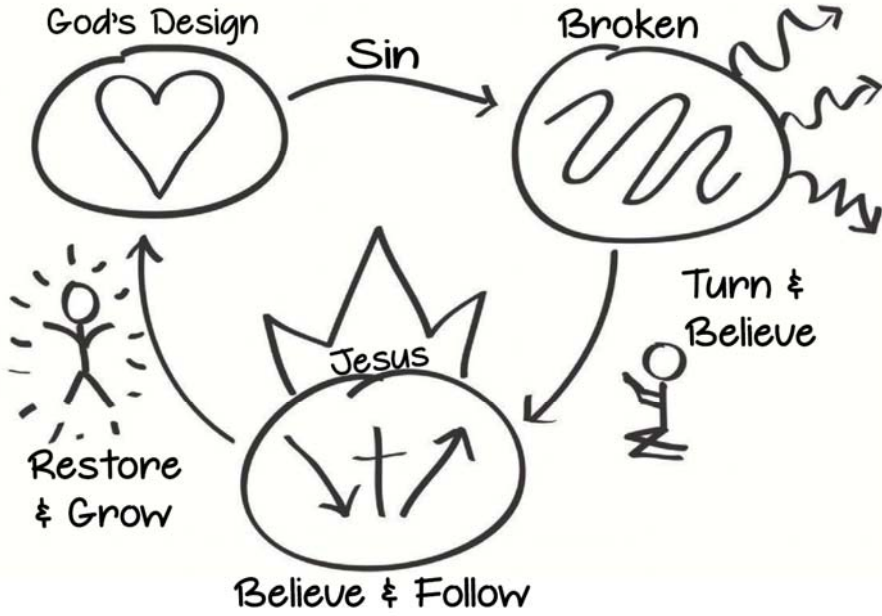 God's Design
Sin
Broken
Turn &
Believe
Jesus
Believe & Follow
Restore
& Grow